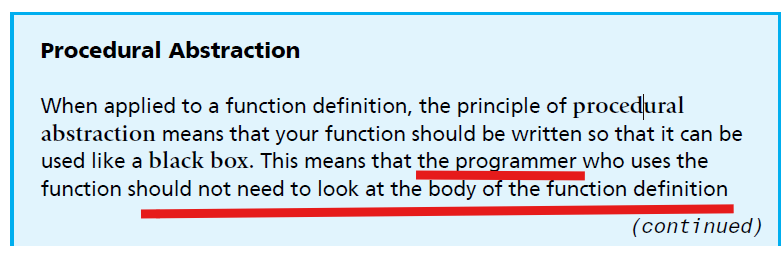 Procedural Abstraction
When applied to a function definition, the principle of procedural
abstraction means that your function should be written so that it can be
used like a black box. This means that the programmer who uses the
function should not need to look at the body of the function definition
(continued)